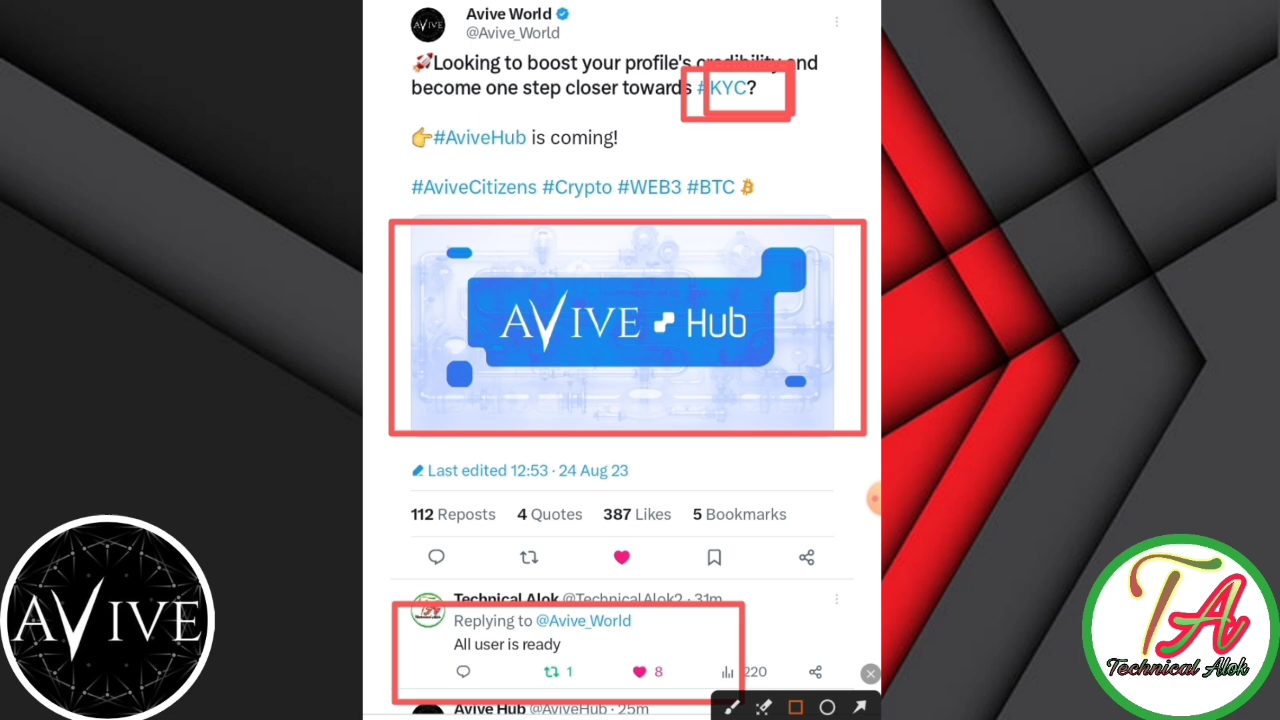 Avive World
@Avive_World
🚀Looking to boost your profile's credibility and
become one step closer towards #KYC?
👉#AviveHub is coming!
#AviveCitizens #Crypto #WEB3 #BTC
AVIVE Hub
Last edited 12:53 · 24 Aug 23
112 Reposts 4 Quotes 387 Likes 5 Bookmarks
Technical Alok @TechnicalAlok2 · 31m
Replying to @Avive_World
All user is ready
1 8 220
Avive Hub @AviveHub · 25m
AVIVE
AVIVE
TA
Technical Alok